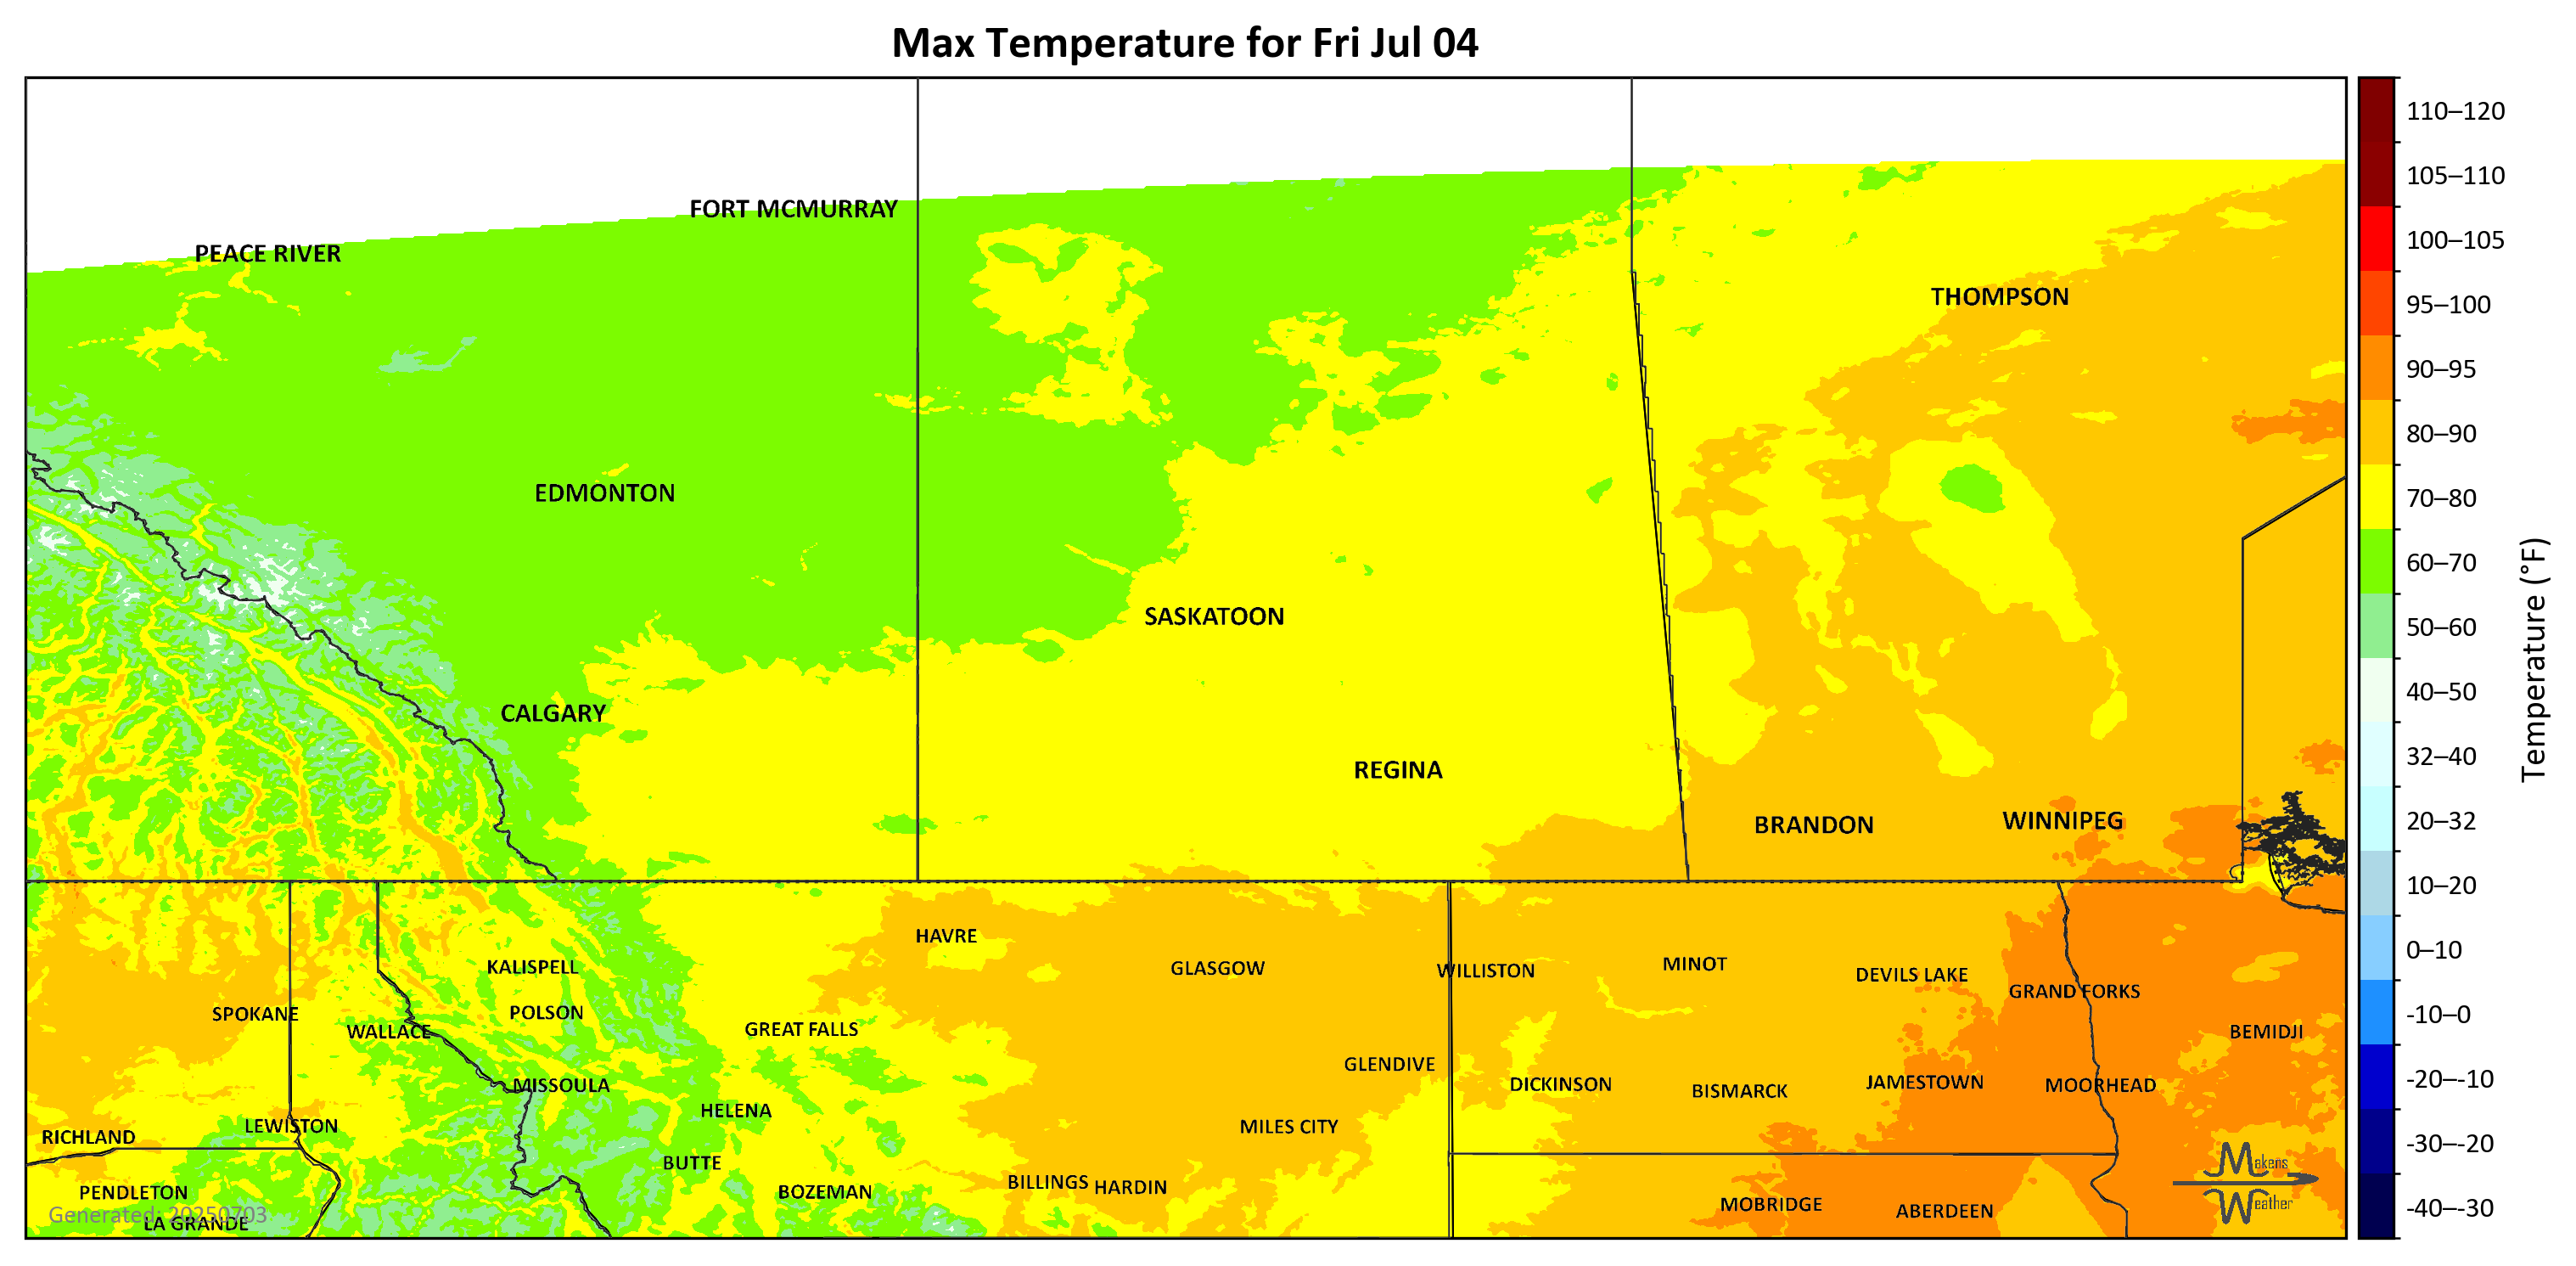 Max Temperature for Fri Jul 04
FORT MCMURRAY
PEACE RIVER
THOMPSON
EDMONTON
SASKATOON
CALGARY
REGINA
BRANDON
WINNIPEG
HAVRE
KALISPELL
GLASGOW
WILLISTON
MINOT
DEVILS LAKE
GRAND FORKS
SPOKANE
POLSON
WALLACE
GREAT FALLS
BEMIDJI
GLENDIVE
MISSOULA
DICKINSON
BISMARCK
JAMESTOWN
MOORHEAD
HELENA
LEWISTON
MILES CITY
RICHLAND
BUTTE
PENDLETON
BOZEMAN
BILLINGS
HARDIN
MOBRIDGE
ABERDEEN
LA GRANDE
Generated: 20250703
Makens
Weather
110–120
105–110
100–105
95–100
90–95
80–90
70–80
60–70
50–60
40–50
32–40
20–32
10–20
0–10
-10–0
-20–-10
-30–-20
-40–-30
Temperature (°F)